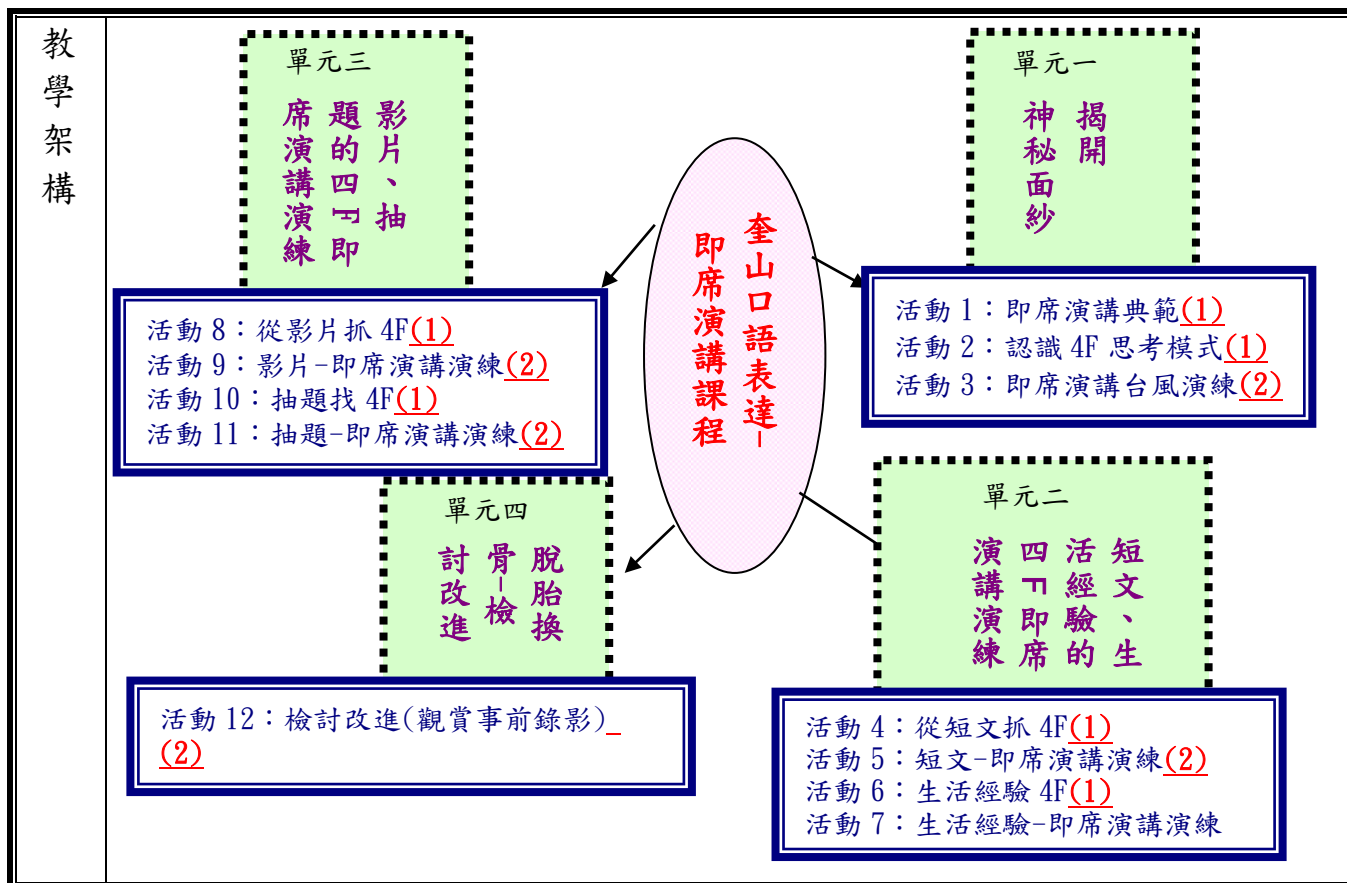 教學架構
單元三
影片、抽
題的四F即
席演講演練
活動 8：從影片抓 4F(1)
活動 9：影片-即席演講演練(2)
活動 10：抽題找 4F(1)
活動 11：抽題-即席演講演練(2)
奎山口語表達-
即席演講課程
單元一
揭開
神秘面紗
活動 1：即席演講典範(1)
活動 2：認識 4F 思考模式(1)
活動 3：即席演講台風演練(2)
單元四
脫胎換
骨-檢
討改進
活動 12：檢討改進(觀賞事前錄影)
(2)
單元二
短文、生
活經驗的
四F即席
演講演練
活動 4：從短文抓 4F(1)
活動 5：短文-即席演講演練(2)
活動 6：生活經驗 4F(1)
活動 7：生活經驗-即席演講演練